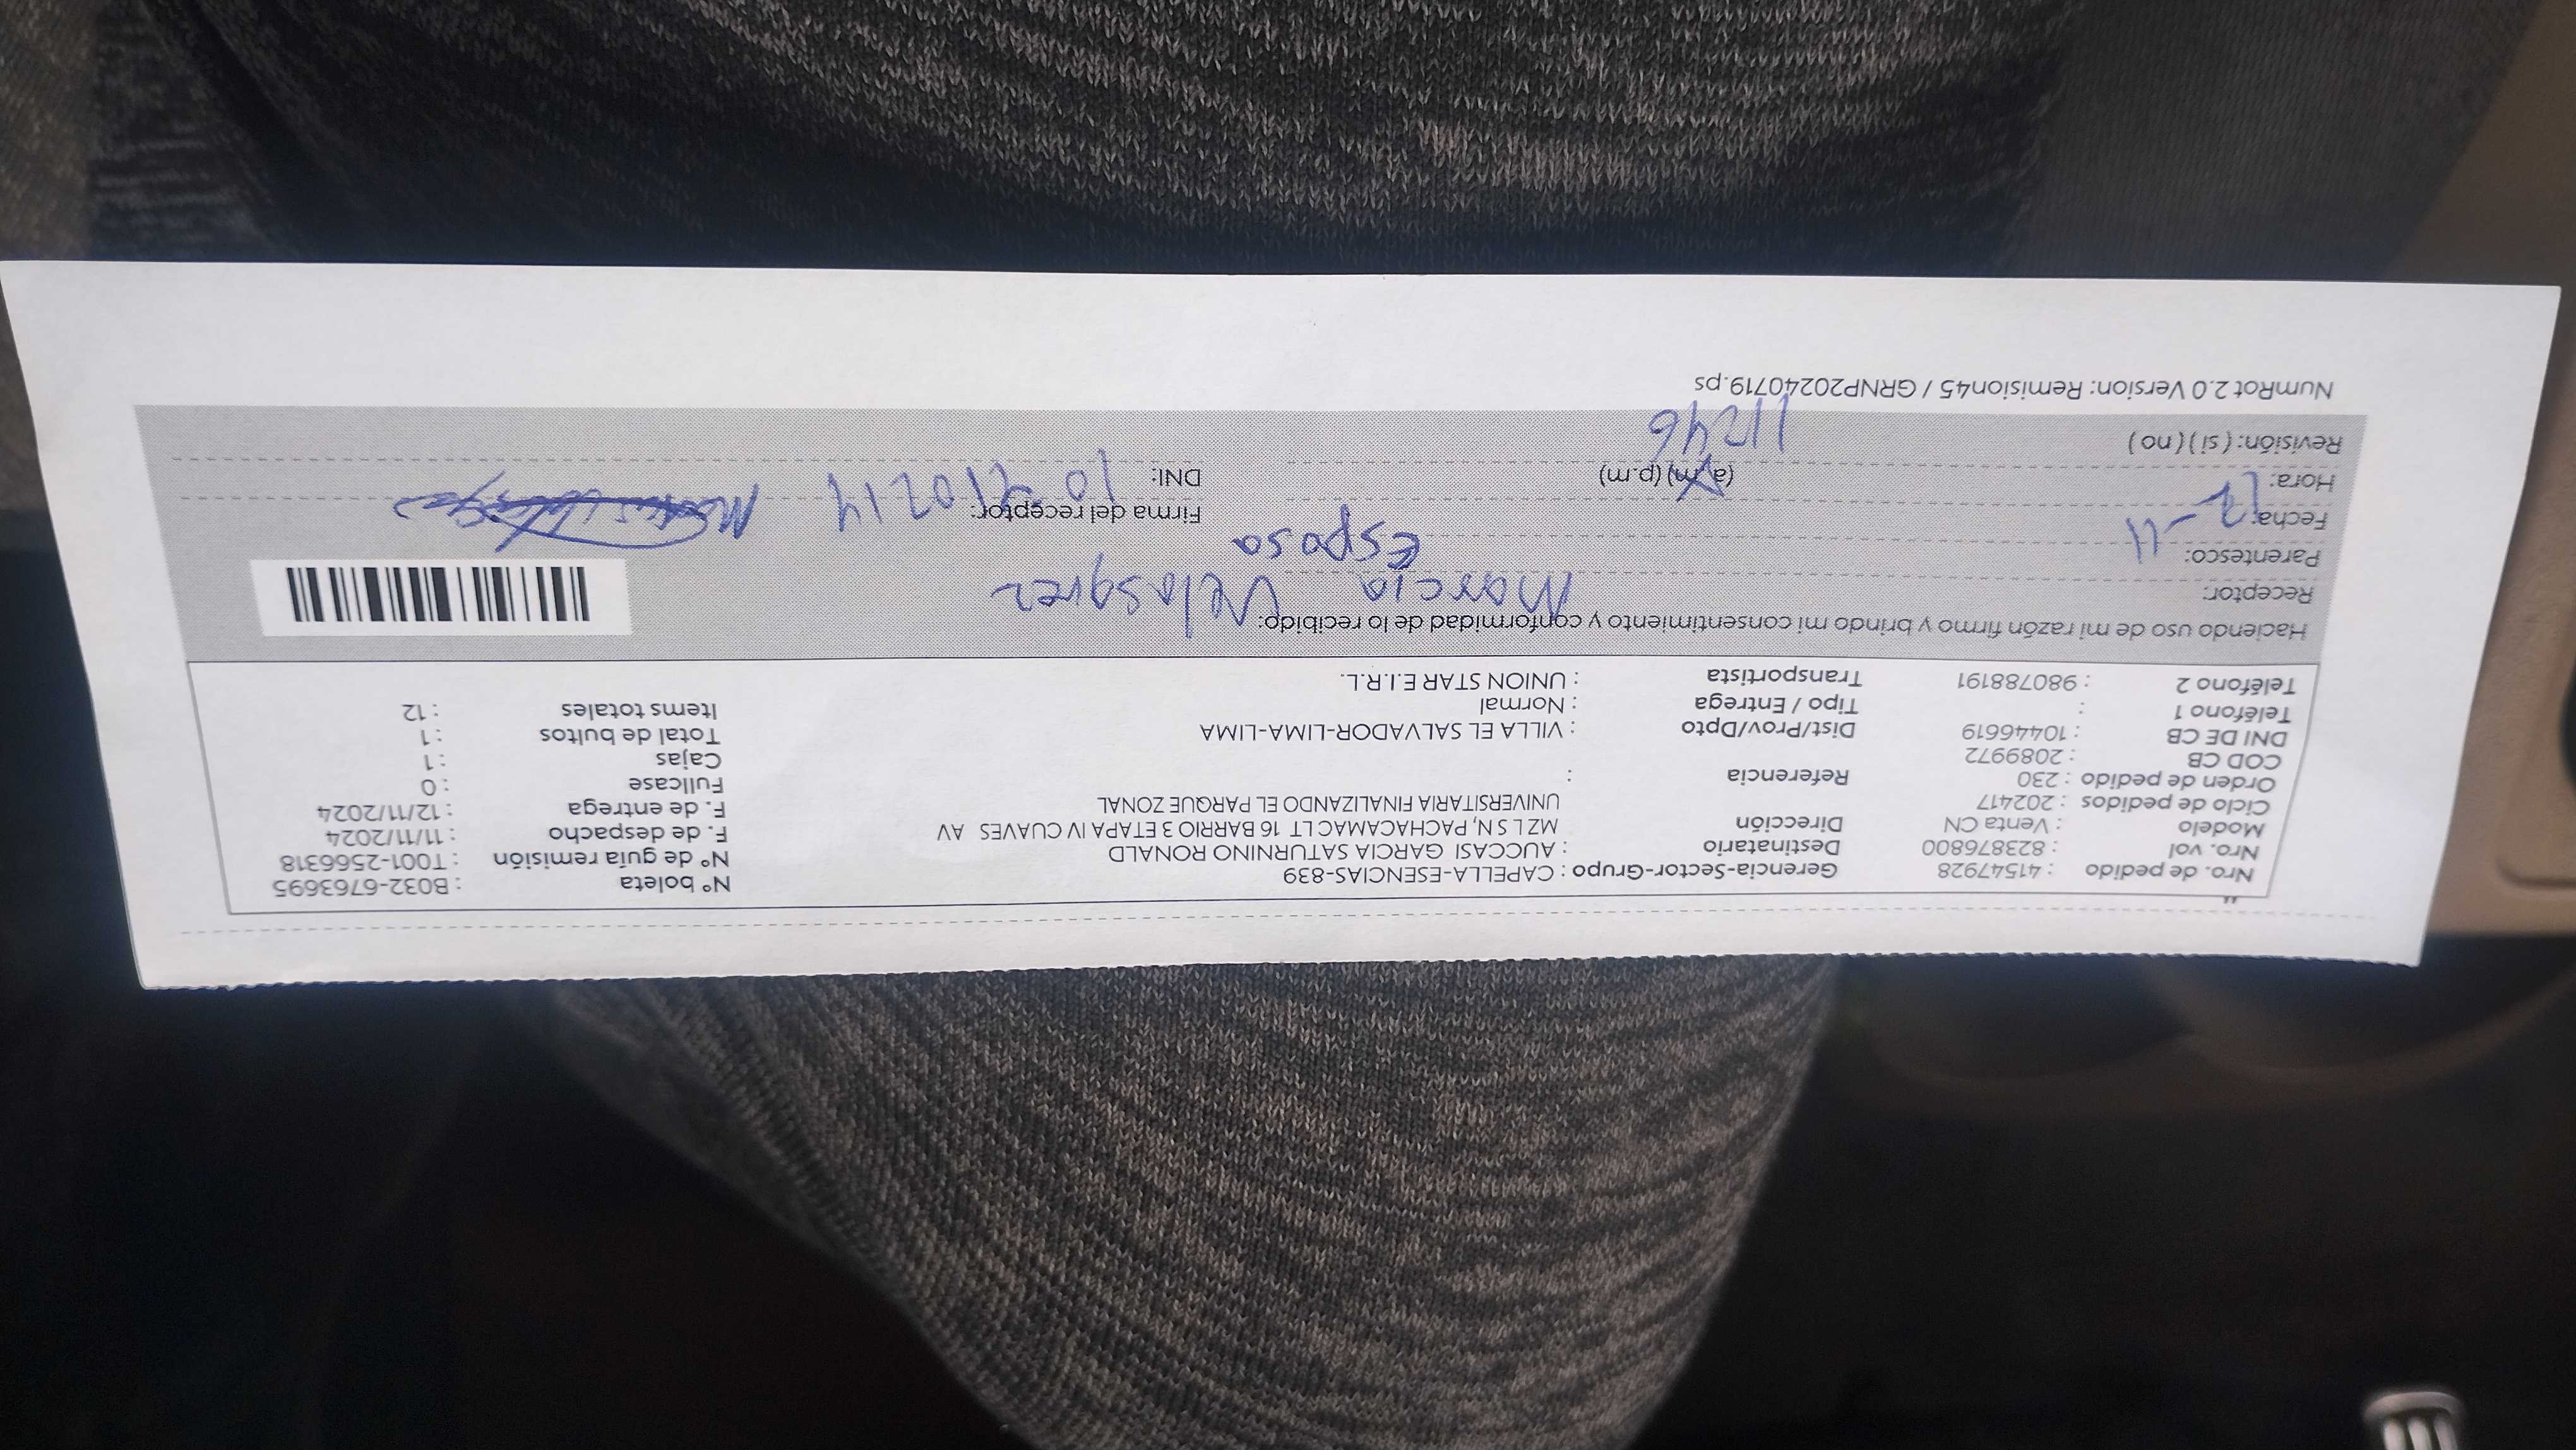 Nro. de pedido : 41547928 Gerencia-Sector-Grupo : CAPELLA-ESENCIAS-839 N° boleta : B032-6763695
Nro. vol : 823876800 Destinatario : AUCCASI GARCIA SATURNINO RONALD N° de guía remisión : T001-2566318
Modelo : Venta CN Dirección MZ L S N, PACHACAMAC LT 16 BARRIO 3 ETAPA IV CUAVES AV F. de despacho : 11/11/2024
Ciclo de pedidos : 202417 UNIVERSITARIA FINALIZANDO EL PARQUE ZONAL F. de entrega : 12/11/2024
Orden de pedido : 230 Referencia : Fullcase : 0
COD CB : 2089972 Cajas : 1
DNI DE CB : 10446619 Dist/Prov/Dpto : VILLA EL SALVADOR-LIMA-LIMA Total de bultos : 1
Teléfono 1 : Tipo / Entrega : Normal Items totales : 12
Teléfono 2 : 980788191 Transportista : UNION STAR E.I.R.L.
Haciendo uso de mi razón firmo y brindo mi consentimiento y conformidad de lo recibido:
Receptor: Marcia Velasquez
Parentesco: Esposa
Fecha: 12-11 Firma del receptor:
Hora: (a.m) (p.m) DNI:
Revisión: ( si ) ( no )
NumRot 2.0 Version: Remision45 / GRNP20240719.ps